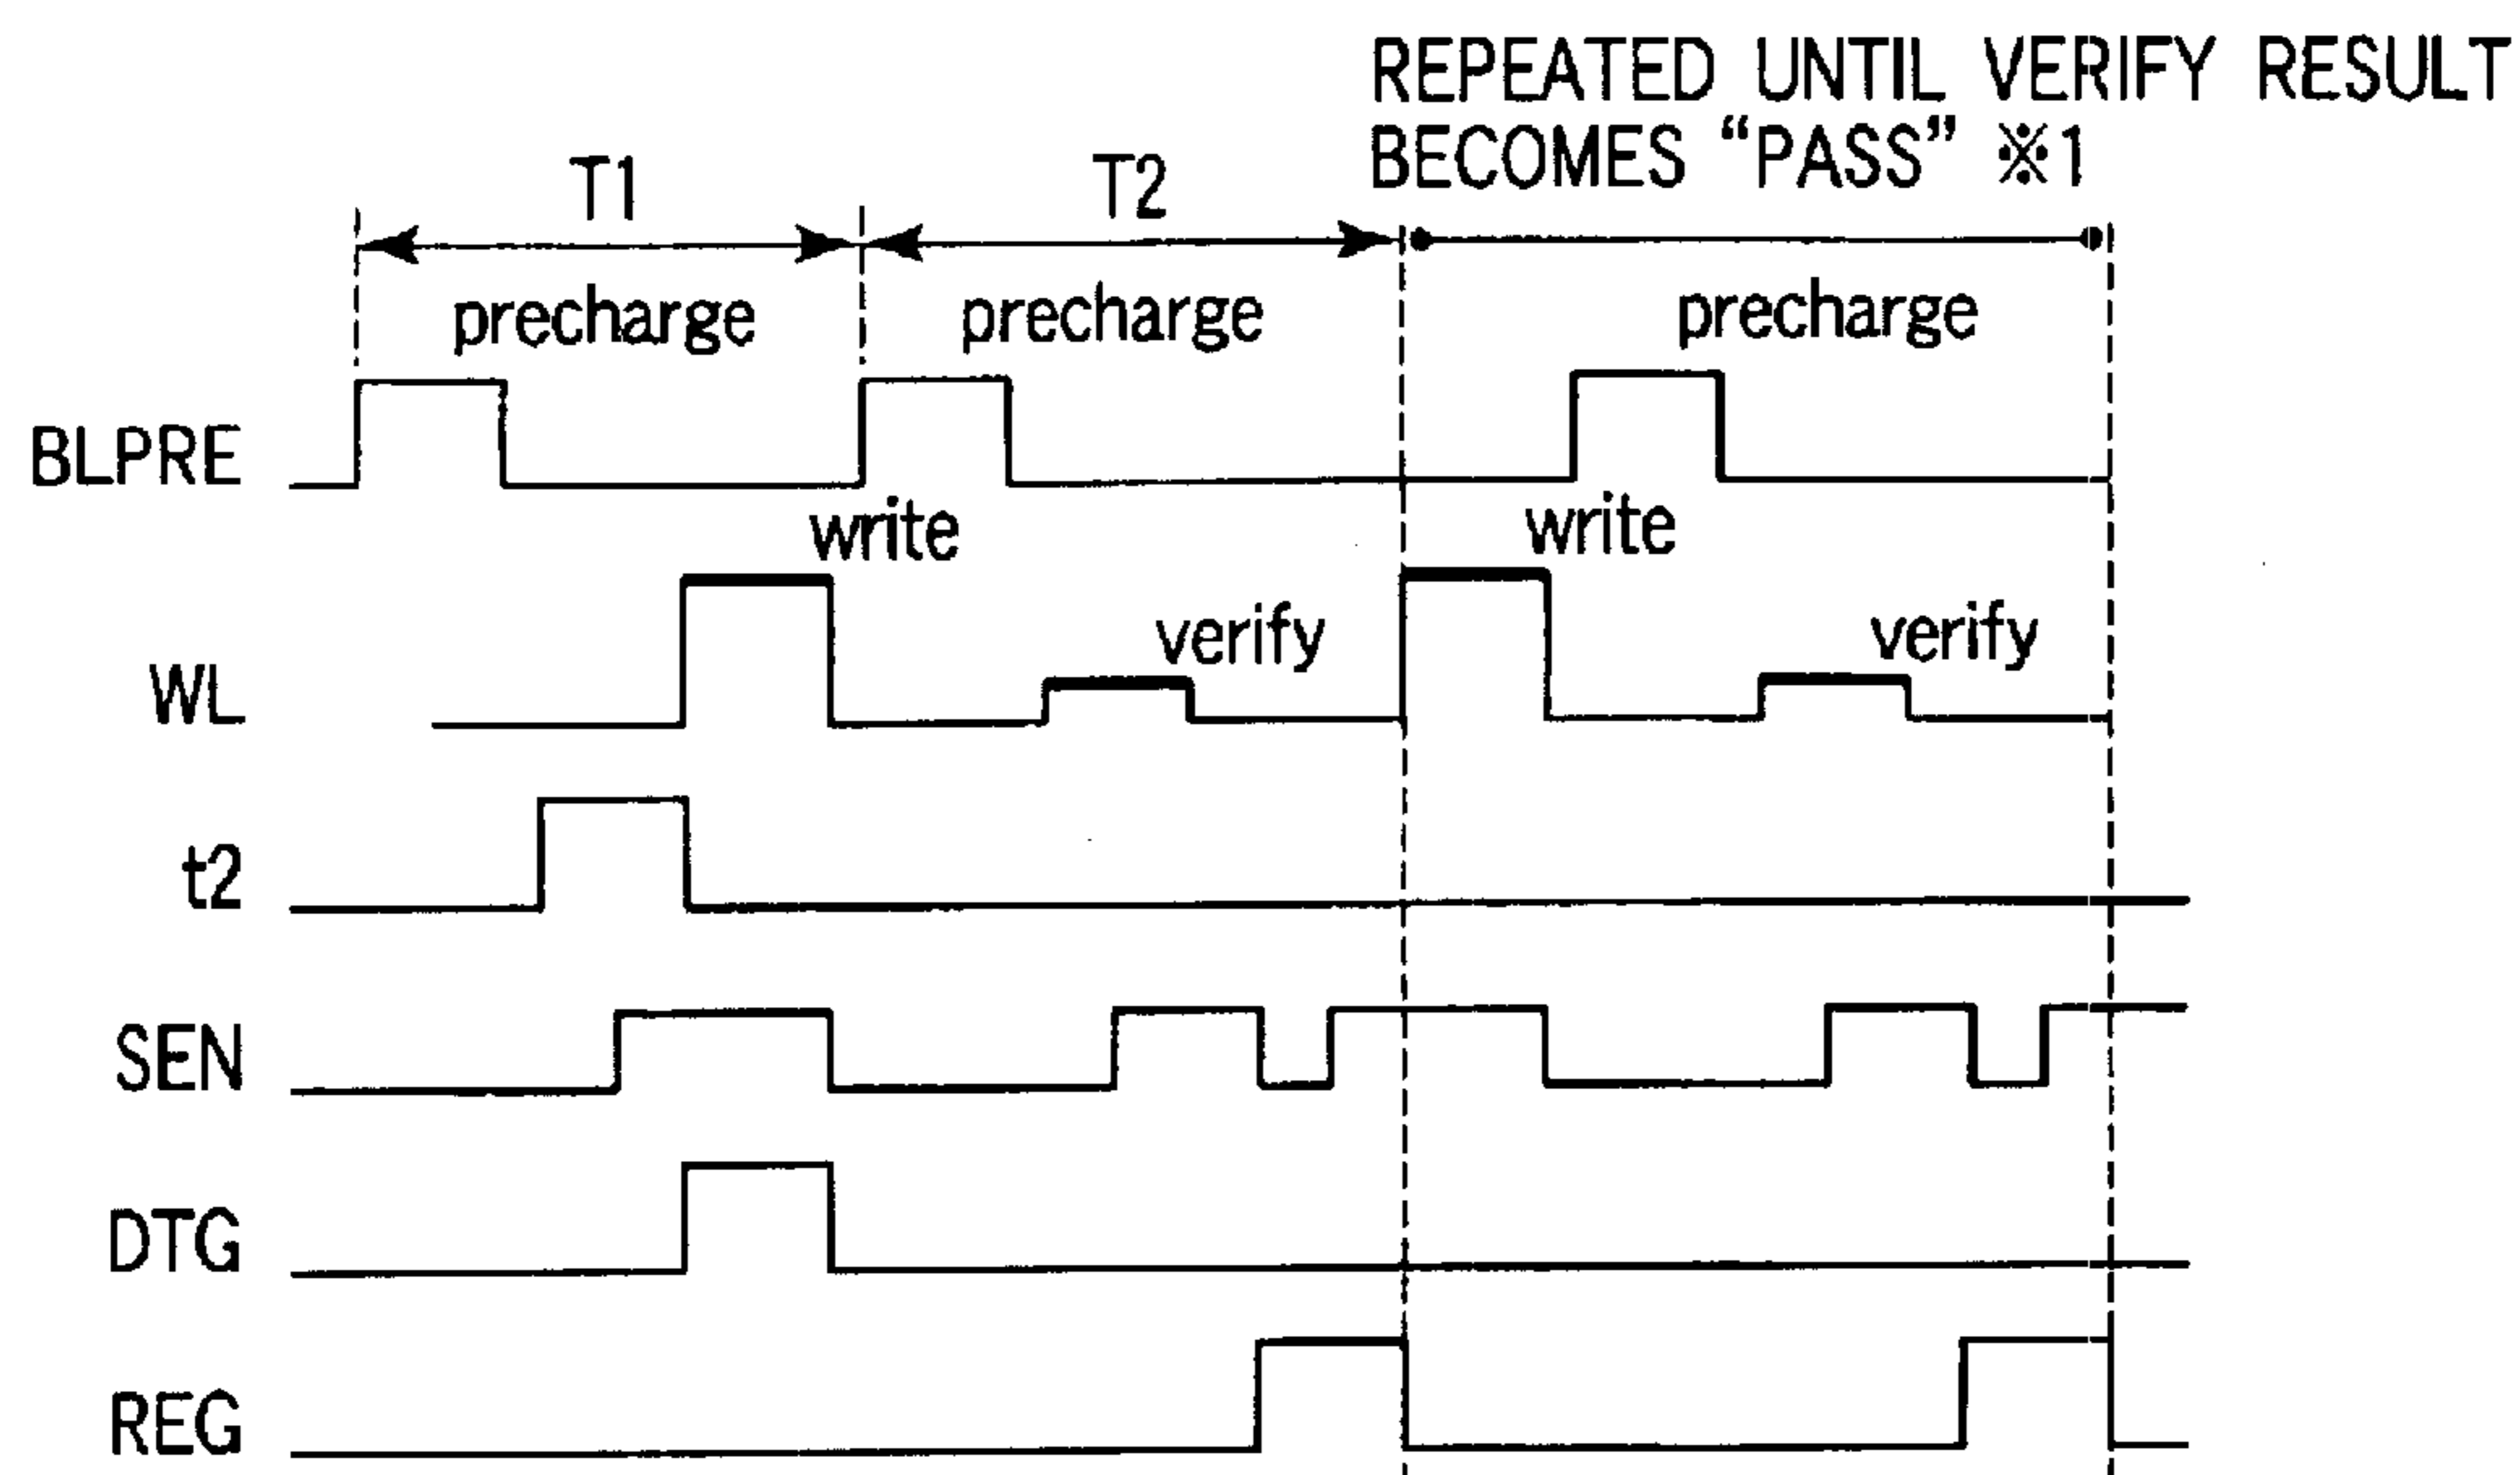 REPEATED UNTIL VERIFY RESULT
BECOMES “PASS” ※1
T1
T2
precharge
precharge
precharge
BLPRE
write
write
verify
verify
WL
t2
SEN
DTG
REG